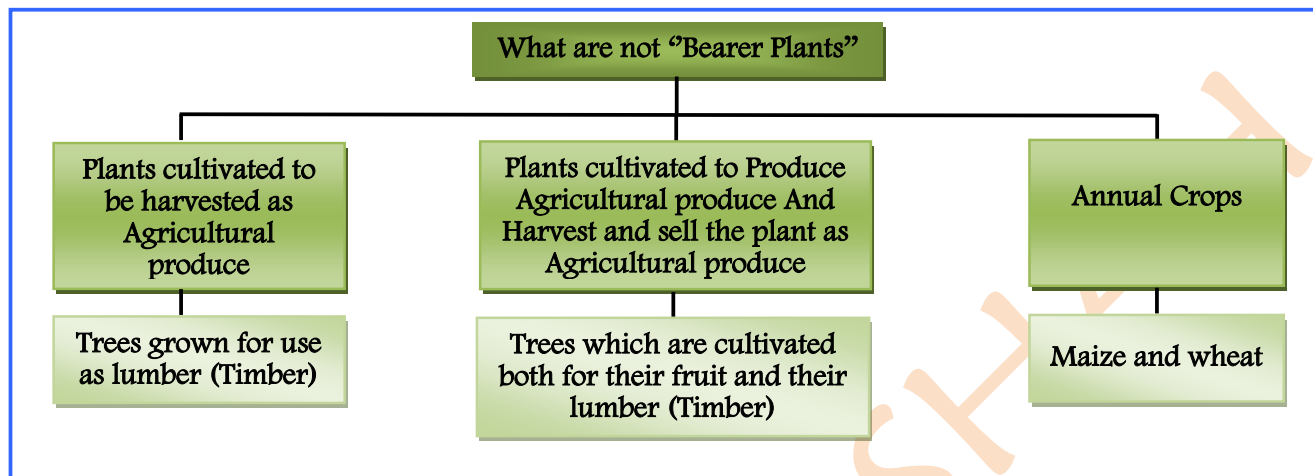 What are not “Bearer Plants”
Plants cultivated to
be harvested as
Agricultural
produce
Plants cultivated to Produce
Agricultural produce And
Harvest and sell the plant as
Agricultural produce
Annual Crops
Trees grown for use
as lumber (Timber)
Trees which are cultivated
both for their fruit and their
lumber (Timber)
Maize and wheat